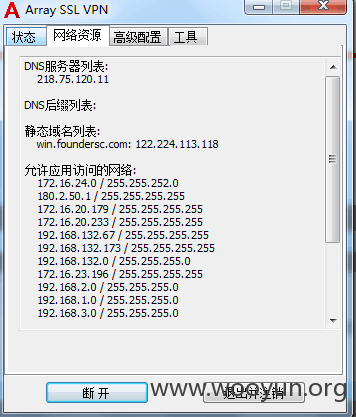 Array SSL VPN
状态 网络资源 高级配置 工具
DNS服务器列表:
218.75.120.11
DNS后缀列表:
静态域名列表:
win.foundersc.com: 122.224.113.118
允许应用访问的网络:
172.16.24.0 / 255.255.252.0
180.2.50.1 / 255.255.255.255
172.16.20.179 / 255.255.255.255
172.16.20.233 / 255.255.255.255
192.168.132.67 / 255.255.255.255
192.168.132.173 / 255.255.255.255
192.168.132.0 / 255.255.255.0
172.16.23.196 / 255.255.255.255
192.168.2.0 / 255.255.255.0
192.168.1.0 / 255.255.255.0
192.168.3.0 / 255.255.255.0
断 开 退出并注销
www.wooyun.org